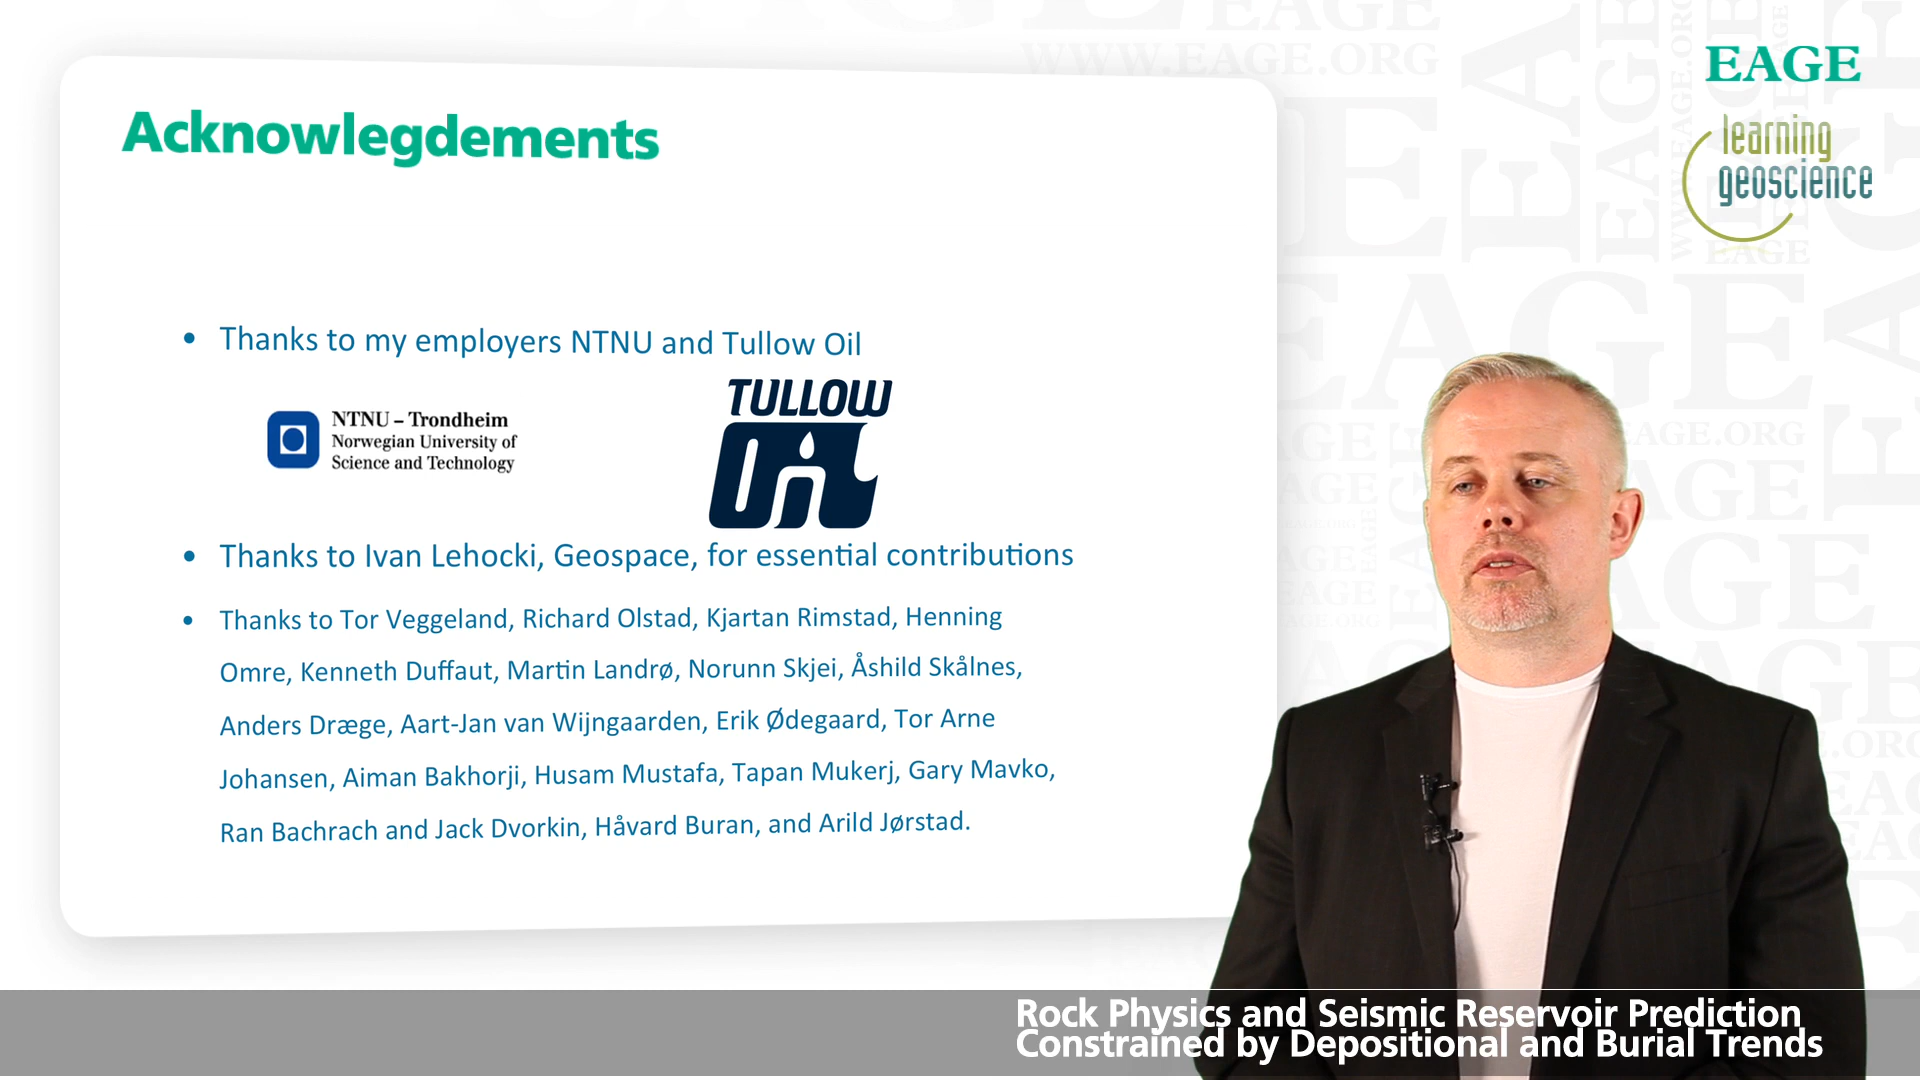 Acknowlegdements
• Thanks to my employers NTNU and Tullow Oil
NTNU – Trondheim
Norwegian University of
Science and Technology
TULLOW
Oil
• Thanks to Ivan Lehocki, Geospace, for essential contributions
• Thanks to Tor Veggeland, Richard Olstad, Kjartan Rimstad, Henning
Omre, Kenneth Duffaut, Martin Landrø, Norunn Skjei, Åshild Skålnes,
Anders Dræge, Aart-Jan van Wijngaarden, Erik Ødegaard, Tor Arne
Johansen, Aiman Bakhorji, Husam Mustafa, Tapan Mukerj, Gary Mavko,
Ran Bachrach and Jack Dvorkin, Håvard Buran, and Arild Jørstad.
EAGE
learning
geoscience
WWW.EAGE.ORG
Rock Physics and Seismic Reservoir Prediction
Constrained by Depositional and Burial Trends